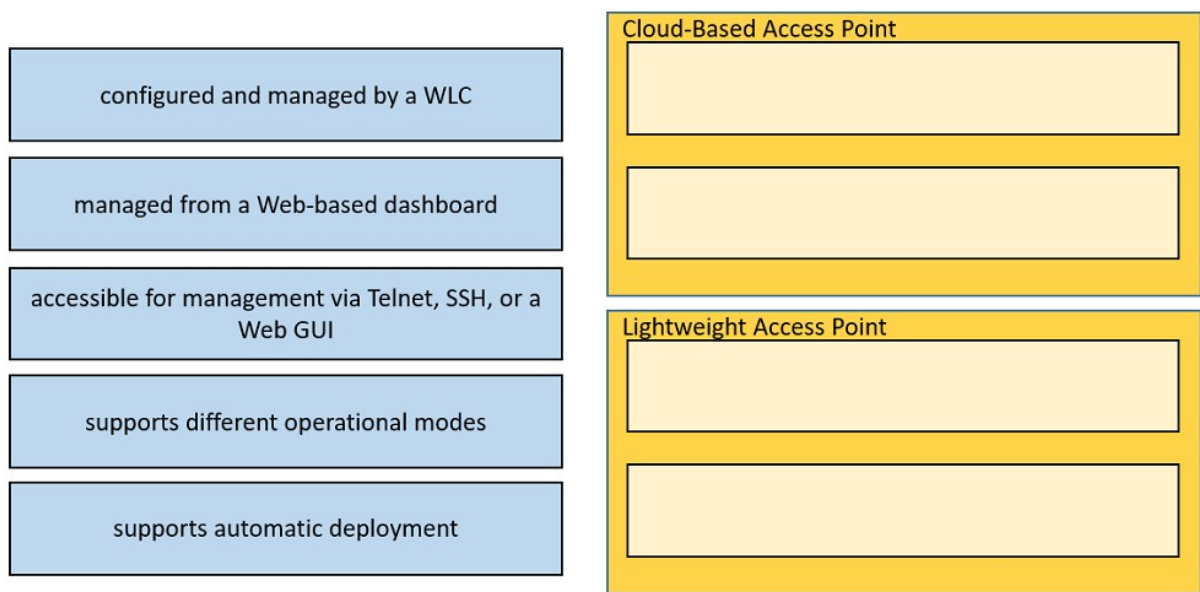 configured and managed by a WLC
managed from a Web-based dashboard
accessible for management via Telnet, SSH, or a
Web GUI
supports different operational modes
supports automatic deployment
Cloud-Based Access Point
Lightweight Access Point